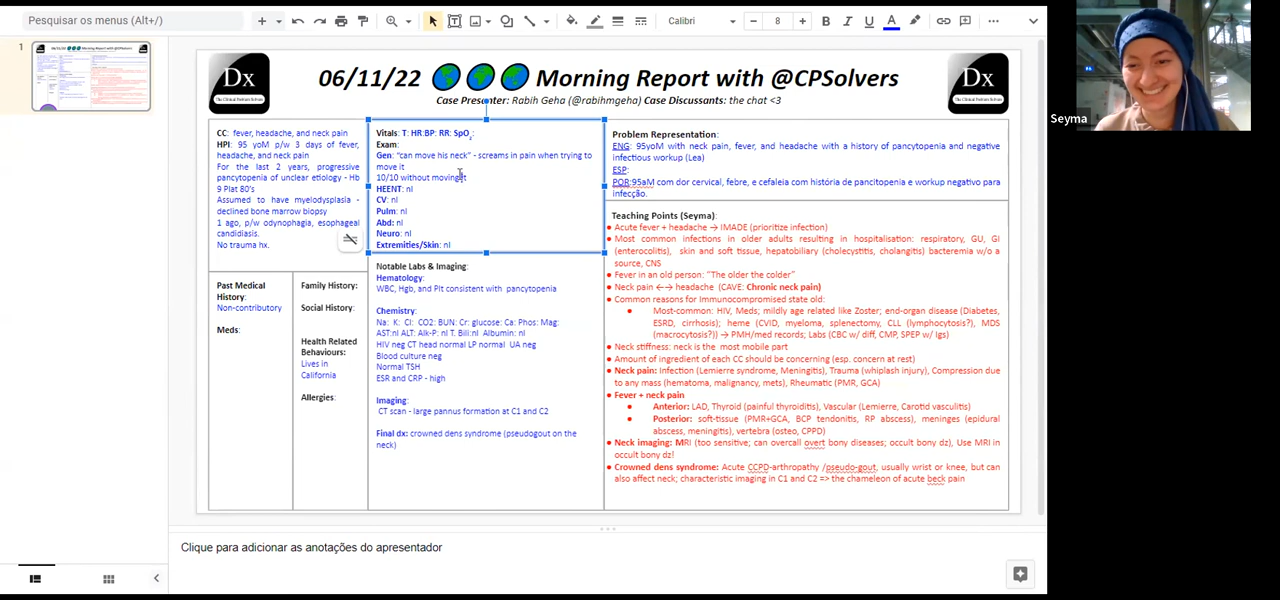 Pesquisar os menus (Alt+/)
Calibri
8
B I U A
1
Dx
The Clinical Problem Solvers
06/11/22 Morning Report with @CPSolvers
Case Presenter: Rabih Geha (@rabihmgeha) Case Discussants: the chat <3
Dx
The Clinical Problem Solvers
CC: fever, headache, and neck pain
HPI: 95 yoM p/w 3 days of fever,
headache, and neck pain
For the last 2 years, progressive
pancytopenia of unclear etiology - Hb
9 Plat 80's
Assumed to have myelodysplasia -
declined bone marrow biopsy
1 ago, p/w odynophagia, esophageal
candidiasis.
No trauma hx.
Past Medical
History:
Non-contributory
Meds:
Family History:
Social History:
Health Related
Behaviours:
Lives in
California
Allergies:
Vitals: T: HR:BP: RR: SpO2:
Exam:
Gen: "can move his neck" - screams in pain when trying to
move it
10/10 without moving it
HEENT: nl
CV: nl
Pulm: nl
Abd: nl
Neuro: nl
Extremities/Skin: nl
Notable Labs & Imaging:
Hematology:
WBC, Hgb, and Plt consistent with pancytopenia
Chemistry:
Na: K: Cl: CO2: BUN: Cr: glucose: Ca: Phos: Mag:
AST:nl ALT: Alk-P: nl T. Bili:nl Albumin: nl
HIV neg CT head normal LP normal UA neg
Blood culture neg
Normal TSH
ESR and CRP - high
Imaging:
CT scan - large pannus formation at C1 and C2
Final dx: crowned dens syndrome (pseudogout on the
neck)
Problem Representation:
ENG: 95yoM with neck pain, fever, and headache with a history of pancytopenia and negative
infectious workup (Lea)
ESP:
POR:95aM com dor cervical, febre, e cefaleia com história de pancitopenia e workup negativo para
infecção.
Teaching Points (Seyma):
● Acute fever + headache → IMADE (prioritize infection)
● Most common infections in older adults resulting in hospitalisation: respiratory, GU, GI
(enterocolitis), skin and soft tissue, hepatobiliary (cholecystitis, cholangitis) bacteremia w/o a
source, CNS
● Fever in an old person: "The older the colder"
● Neck pain ←→ headache (CAVE: Chronic neck pain)
● Common reasons for Immunocompromised state old:
● Most-common: HIV, Meds; mildly age related like Zoster; end-organ disease (Diabetes,
ESRD, cirrhosis); heme (CVID, myeloma, splenectomy, CLL (lymphocytosis?), MDS
(macrocytosis?)) → PMH/med records; Labs (CBC w/ diff, CMP, SPEP w/ Igs)
● Neck stiffness: neck is the most mobile part
● Amount of ingredient of each CC should be concerning (esp. concern at rest)
● Neck pain: Infection (Lemierre syndrome, Meningitis), Trauma (whiplash injury), Compression due
to any mass (hematoma, malignancy, mets), Rheumatic (PMR, GCA)
● Fever + neck pain
● Anterior: LAD, Thyroid (painful thyroiditis), Vascular (Lemierre, Carotid vasculitis)
● Posterior: soft-tissue (PMR+GCA, BCP tendonitis, RP abscess), meninges (epidural
abscess, meningitis), vertebra (osteo, CPPD)
● Neck imaging: MRI (too sensitive; can overcall overt bony diseases; occult bony dz), Use MRI in
occult bony dz!
● Crowned dens syndrome: Acute CCPD-arthropathy /pseudo-gout, usually wrist or knee, but can
also affect neck; characteristic imaging in C1 and C2 => the chameleon of acute beck pain
Clique para adicionar as anotações do apresentador
Seyma